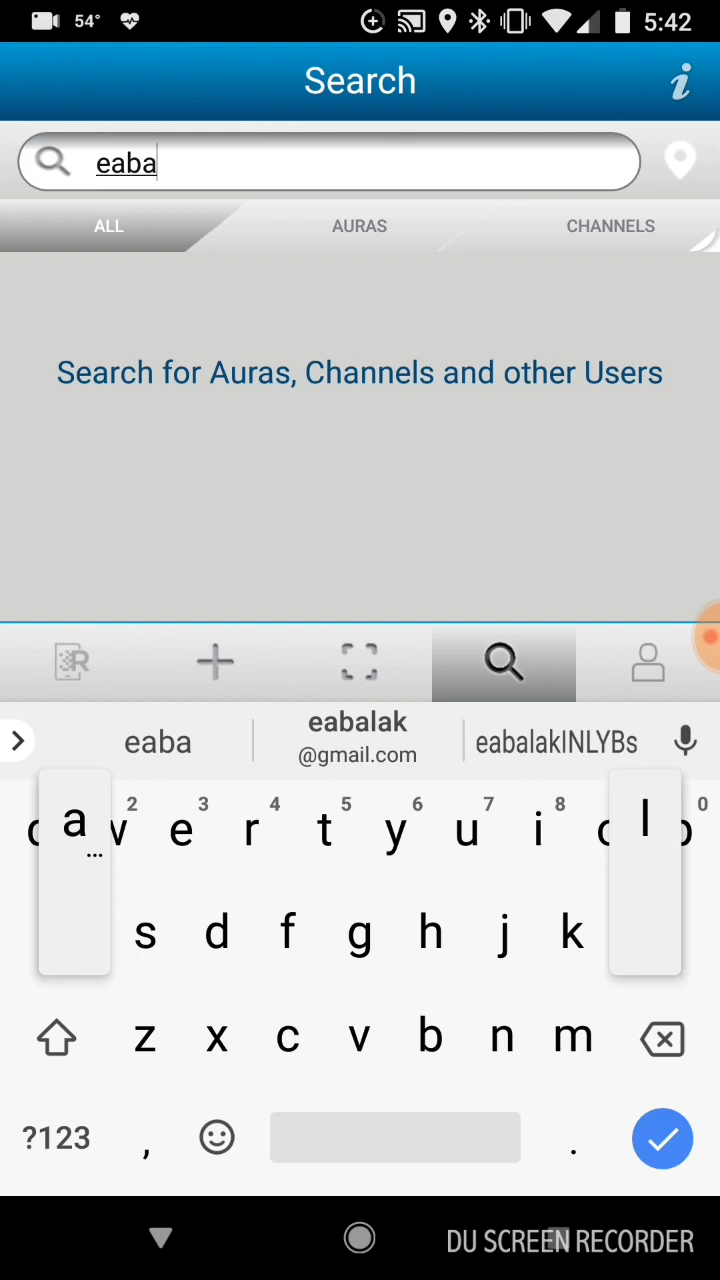 54° 5:42
Search i
eaba
ALL AURAS CHANNELS
Search for Auras, Channels and other Users
R
eaba eabalak eabalakINLYBs
@gmail.com
2 3 4 5 6 7 8 0
a w e r t y u i l
s d f g h j k
z x c v b n m
?123 , .
DU SCREEN RECORDER